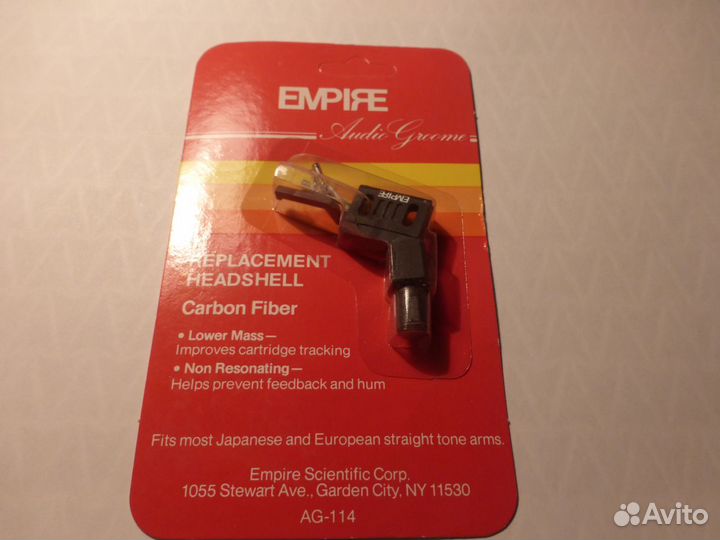 EMPIRE
Audio Groome
EMPIRE
REPLACEMENT
HEADSHELL
Carbon Fiber
• Lower Mass—
Improves cartridge tracking
• Non Resonating—
Helps prevent feedback and hum
Fits most Japanese and European straight tone arms.
Empire Scientific Corp.
1055 Stewart Ave., Garden City, NY 11530
AG-114
Avito